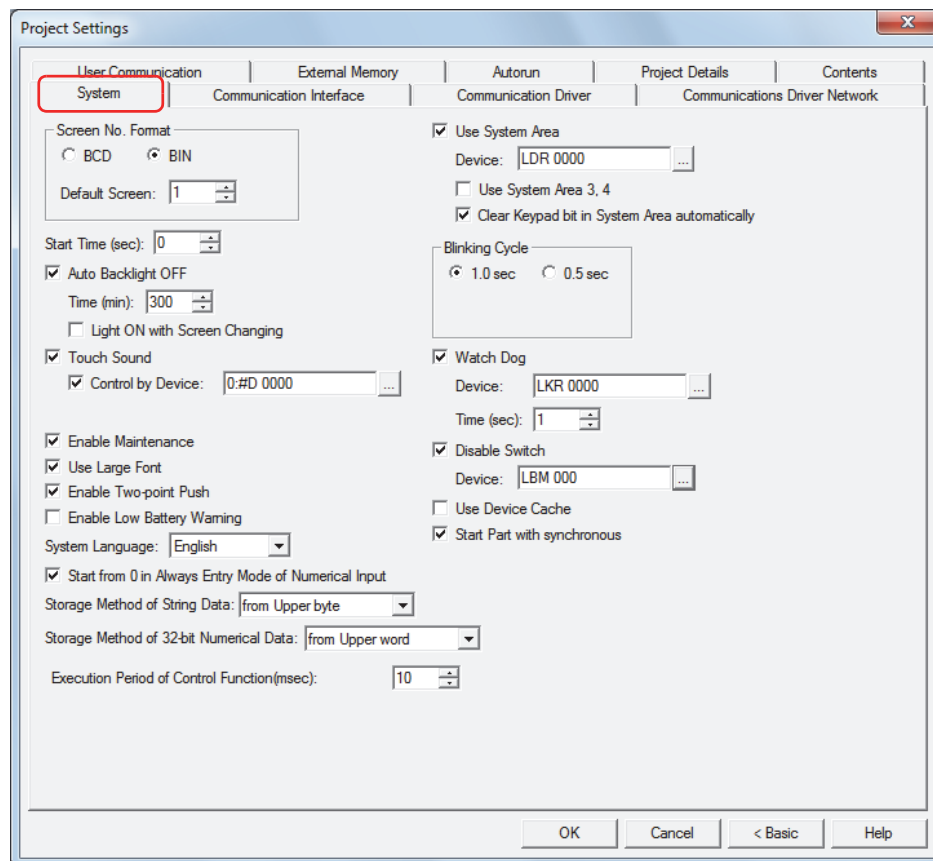 Project Settings
User Communication External Memory Autorun Project Details Contents
System Communication Interface Communication Driver Communications Driver Network
Screen No. Format
BCD BIN
Default Screen: 1
Start Time (sec): 0
Auto Backlight OFF
Time (min): 300
Light ON with Screen Changing
Touch Sound
Control by Device: 0:#D 0000 ...
Enable Maintenance
Use Large Font
Enable Two-point Push
Enable Low Battery Warning
System Language: English
Start from 0 in Always Entry Mode of Numerical Input
Storage Method of String Data: from Upper byte
Storage Method of 32-bit Numerical Data: from Upper word
Execution Period of Control Function(msec): 10
Use System Area
Device: LDR 0000 ...
Use System Area 3, 4
Clear Keypad bit in System Area automatically
Blinking Cycle
1.0 sec 0.5 sec
Watch Dog
Device: LKR 0000 ...
Time (sec): 1
Disable Switch
Device: LBM 000 ...
Use Device Cache
Start Part with synchronous
OK Cancel < Basic Help